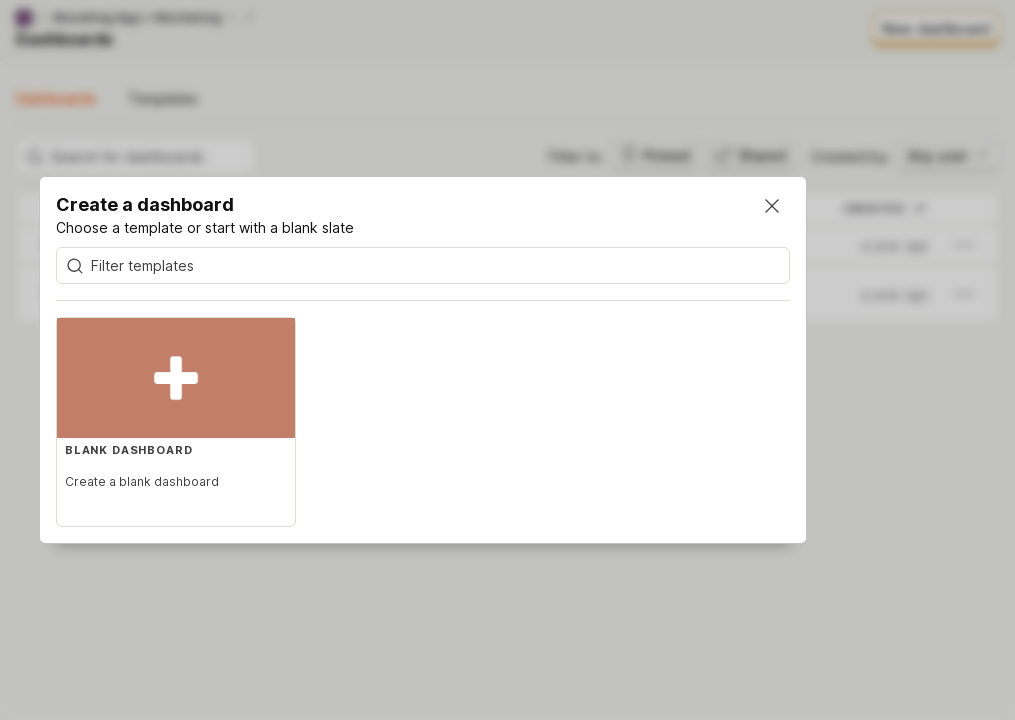 Dashboards
New dashboard
Dashboards
Templates
Search for dashboards
Filter to:
Pinned
Shared
Created by:
Any user
Create a dashboard
Choose a template or start with a blank slate
Filter templates
CREATED
a year ago
a year ago
BLANK DASHBOARD
Create a blank dashboard